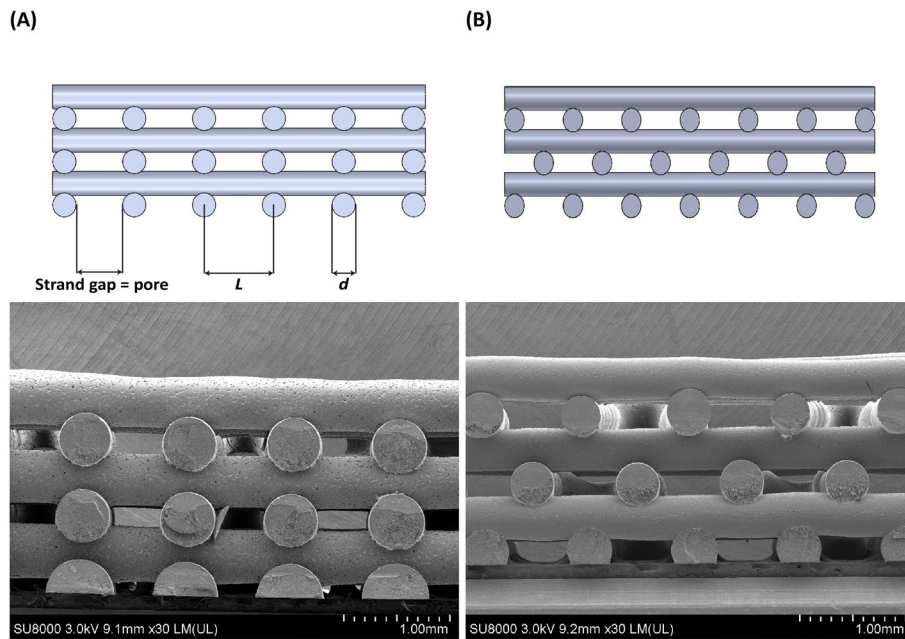 (A)
(B)
Strand gap = pore
L
d
SU8000 3.0kV 9.1mm x30 LM(UL)
1.00mm
SU8000 3.0kV 9.2mm x30 LM(UL)
1.00mm